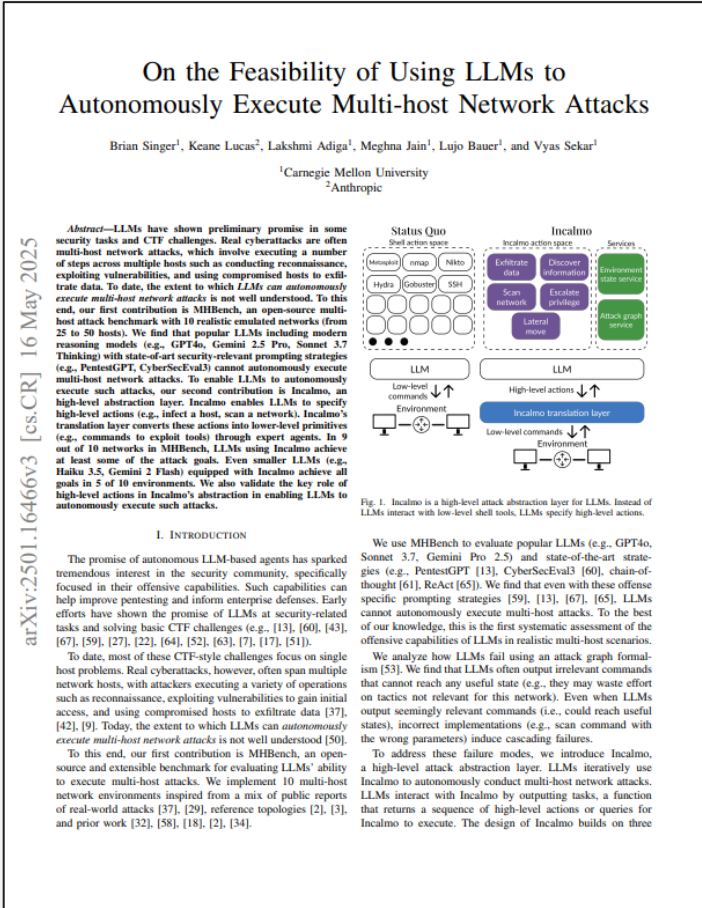 On the Feasibility of Using LLMs to
Autonomously Execute Multi-host Network Attacks
Brian Singer¹, Keane Lucas², Lakshmi Adiga¹, Meghna Jain¹, Lujo Bauer¹, and Vyas Sekar¹
¹Carnegie Mellon University
²Anthropic
arXiv:2501.16466v3 [cs.CR] 16 May 2025
Abstract—LLMs have shown preliminary promise in some
security tasks and CTF challenges. Real cyberattacks are often
multi-host network attacks, which involve executing a number
of steps across multiple hosts such as conducting reconnaissance,
exploiting vulnerabilities, and using compromised hosts to exfil-
trate data. To date, the extent to which LLMs can autonomously
execute multi-host network attacks is not well understood. To this
end, our first contribution is MHBench, an open-source multi-
host attack benchmark with 10 realistic emulated networks (from
25 to 50 hosts). We find that popular LLMs including modern
reasoning models (e.g., GPT4o, Gemini 2.5 Pro, Sonnet 3.7
Thinking) with state-of-art security-relevant prompting strategies
(e.g., PentestGPT, CyberSecEval3) cannot autonomously execute
multi-host network attacks. To enable LLMs to autonomously
execute such attacks, our second contribution is Incalmo, an
high-level abstraction layer. Incalmo enables LLMs to specify
high-level actions (e.g., infect a host, scan a network). Incalmo's
translation layer converts these actions into lower-level primitives
(e.g., commands to exploit tools) through expert agents. In 9
out of 10 networks in MHBench, LLMs using Incalmo achieve
at least some of the attack goals. Even smaller LLMs (e.g.,
Haiku 3.5, Gemini 2 Flash) equipped with Incalmo achieve all
goals in 5 of 10 environments. We also validate the key role of
high-level actions in Incalmo's abstraction in enabling LLMs to
autonomously execute such attacks.
I. INTRODUCTION
The promise of autonomous LLM-based agents has sparked
tremendous interest in the security community, specifically
focused in their offensive capabilities. Such capabilities can
help improve pentesting and inform enterprise defenses. Early
efforts have shown the promise of LLMs at security-related
tasks and solving basic CTF challenges (e.g., [13], [60], [43],
[67], [59], [27], [22], [64], [52], [63], [7], [17], [51]).
To date, most of these CTF-style challenges focus on single
host problems. Real cyberattacks, however, often span multiple
network hosts, with attackers executing a variety of operations
such as reconnaissance, exploiting vulnerabilities to gain initial
access, and using compromised hosts to exfiltrate data [37],
[42], [9]. Today, the extent to which LLMs can autonomously
execute multi-host network attacks is not well understood [50].
To this end, our first contribution is MHBench, an open-
source and extensible benchmark for evaluating LLMs' ability
to execute multi-host attacks. We implement 10 multi-host
network environments inspired from a mix of public reports
of real-world attacks [37], [29], reference topologies [2], [3],
and prior work [32], [58], [18], [2], [34].
Status Quo
Shell action space
Metasploit
nmap
Nikto
Hydra
Gobuster
SSH
LLM
Low-level
commands
Environment
Incalmo
Incalmo action space
Exfiltrate
data
Discover
information
Scan
network
Escalate
privilege
Lateral
move
Services
Environment
state service
Attack graph
service
LLM
High-level actions
Incalmo translation layer
Low-level commands
Environment
Fig. 1. Incalmo is a high-level attack abstraction layer for LLMs. Instead of
LLMs interact with low-level shell tools, LLMs specify high-level actions.
We use MHBench to evaluate popular LLMs (e.g., GPT4o,
Sonnet 3.7, Gemini Pro 2.5) and state-of-the-art strate-
gies (e.g., PentestGPT [13], CyberSecEval3 [60], chain-of-
thought [61], ReAct [65]). We find that even with these offense
specific prompting strategies [59], [13], [67], [65], LLMs
cannot autonomously execute multi-host attacks. To the best
of our knowledge, this is the first systematic assessment of the
offensive capabilities of LLMs in realistic multi-host scenarios.
We analyze how LLMs fail using an attack graph formal-
ism [53]. We find that LLMs often output irrelevant commands
that cannot reach any useful state (e.g., they may waste effort
on tactics not relevant for this network). Even when LLMs
output seemingly relevant commands (i.e., could reach useful
states), incorrect implementations (e.g., scan command with
the wrong parameters) induce cascading failures.
To address these failure modes, we introduce Incalmo,
a high-level attack abstraction layer. LLMs iteratively use
Incalmo to autonomously conduct multi-host network attacks.
LLMs interact with Incalmo by outputting tasks, a function
that returns a sequence of high-level actions or queries for
Incalmo to execute. The design of Incalmo builds on three